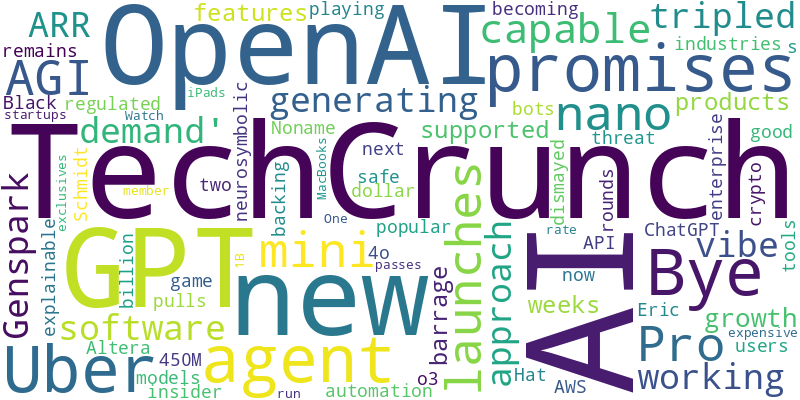 ARR
remains
AGI
Black
startups
regulated
iPads
Watch
demand'
OpenAI
features
playing
becoming
capable
tripled
industries
s
promises
generating
nano
products
bots
Noname
supported
threat
good
TechCrunch
Genspark
explainable
exclusives
Schmidt
member
billion
two
neurosymbolic
backing
MacBooks
next
safe
dollar
One
dismayed
rounds
enterprise
crypto
tools
GPT
new
mini
popular
4o
passes
barrage
launches
approach
AI
rate
API
now
ChatGPT
vibe
Bye
weeks
Eric
growth
expensive
users
Pro
working
software
pulls
game
1B
Uber
Altera
models
insider
450M
agent
run
automation
o3
Hat
AWS